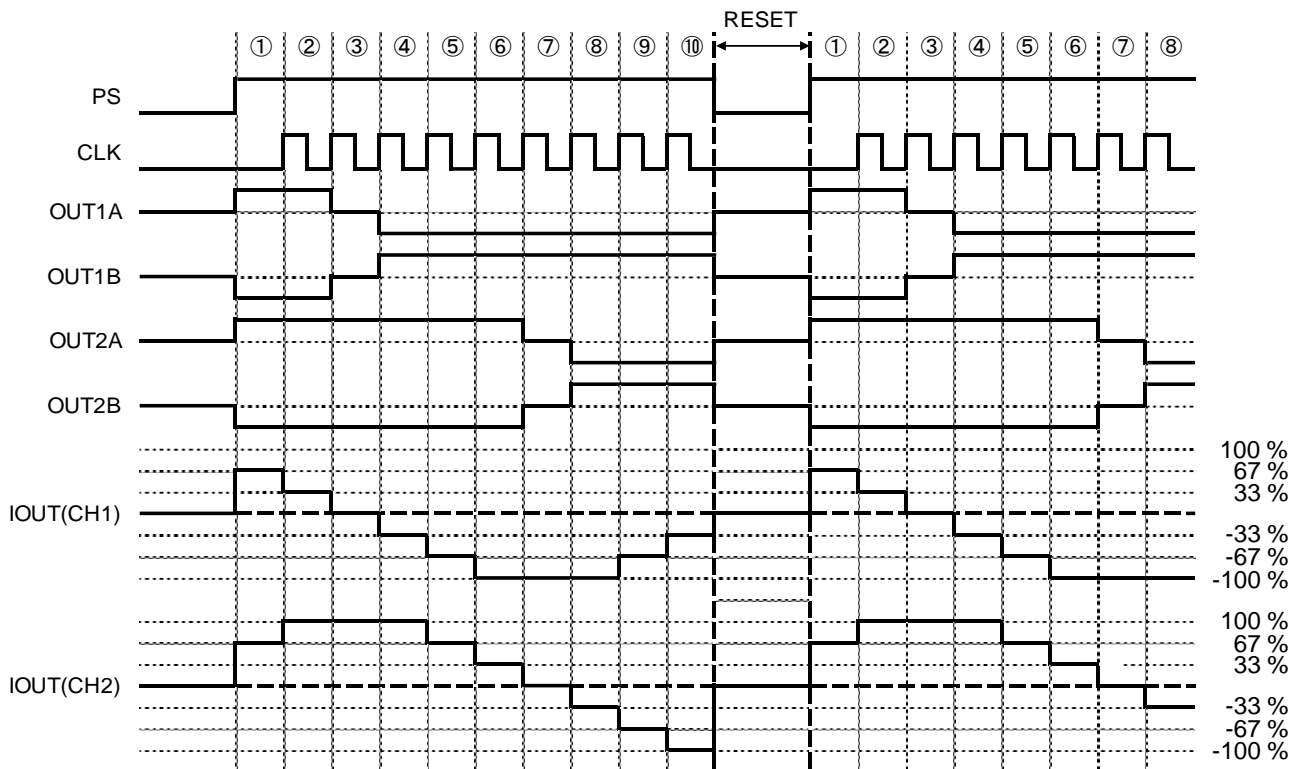 RESET
① ② ③ ④ ⑤ ⑥ ⑦ ⑧ ⑨ ⑩ ① ② ③ ④ ⑤ ⑥ ⑦ ⑧
PS
CLK
OUT1A
OUT1B
OUT2A
OUT2B
100 %
67 %
33 %
IOUT(CH1)
-33 %
-67 %
-100 %
100 %
67 %
33 %
IOUT(CH2)
-33 %
-67 %
-100 %